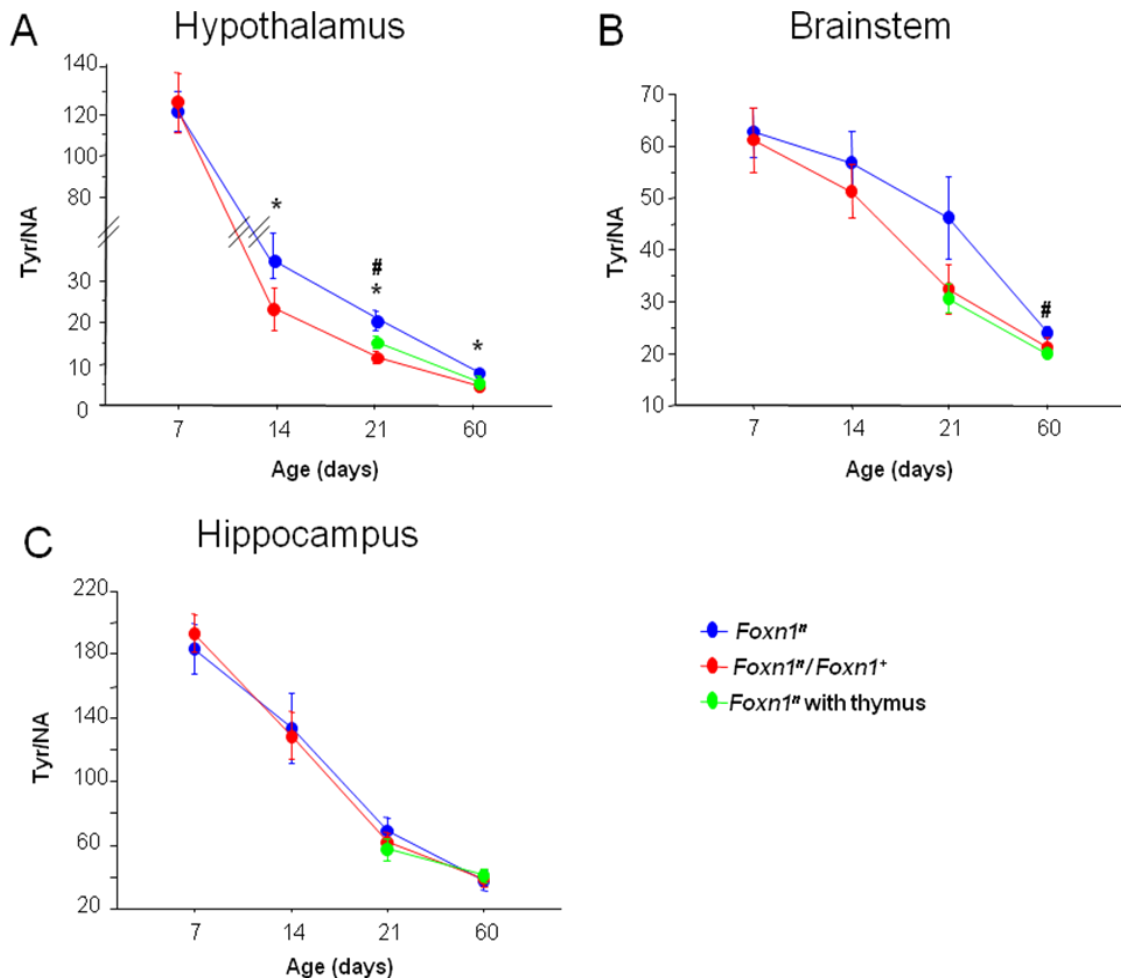 A
Hypothalamus
140
120
100
80
30
20
10
0
Tyr/NA
*
#
*
*
7 14 21 60
Age (days)
B
Brainstem
70
60
50
40
30
20
10
Tyr/NA
#
7 14 21 60
Age (days)
C
Hippocampus
220
180
140
100
60
20
Tyr/NA
7 14 21 60
Age (days)
Foxn1ⁿ
Foxn1ⁿ/Foxn1⁺
Foxn1ⁿ with thymus